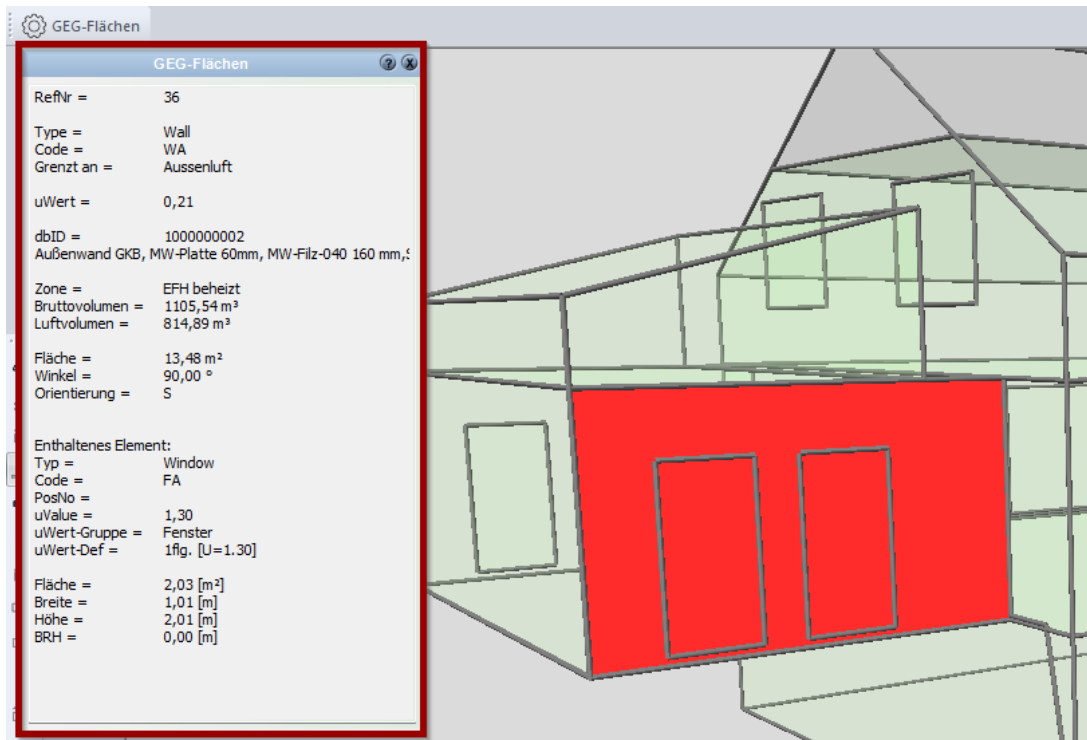 GEG-Flächen
GEG-Flächen
RefNr = 36
Type = Wall
Code = WA
Grenzt an = Aussenluft
uWert = 0,21
dbID = 1000000002
Außenwand GKB, MW-Platte 60mm, MW-Filz-040 160 mm,
Zone = EFH beheizt
Bruttovolumen = 1105,54 m³
Luftvolumen = 814,89 m³
Fläche = 13,48 m²
Winkel = 90,00 °
Orientierung = S
Enthaltenes Element:
Typ = Window
Code = FA
PosNo =
uValue = 1,30
uWert-Gruppe = Fenster
uWert-Def = 1flg. [U=1.30]
Fläche = 2,03 [m²]
Breite = 1,01 [m]
Höhe = 2,01 [m]
BRH = 0,00 [m]